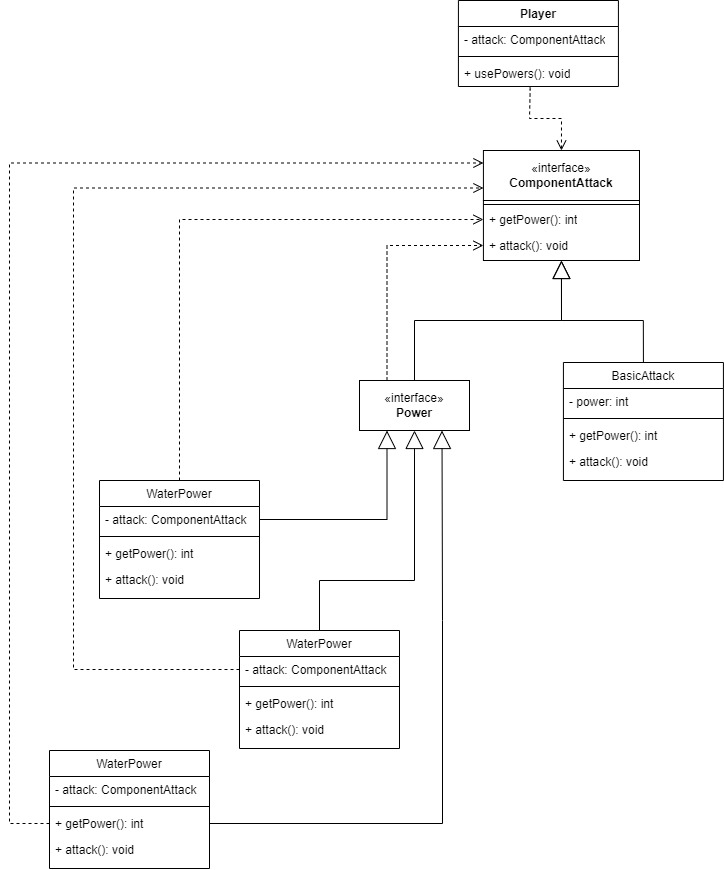 Player
- attack: ComponentAttack
+ usePowers(): void
«interface»
ComponentAttack
+ getPower(): int
+ attack(): void
«interface»
Power
BasicAttack
- power: int
+ getPower(): int
+ attack(): void
WaterPower
- attack: ComponentAttack
+ getPower(): int
+ attack(): void
WaterPower
- attack: ComponentAttack
+ getPower(): int
+ attack(): void
WaterPower
- attack: ComponentAttack
+ getPower(): int
+ attack(): void